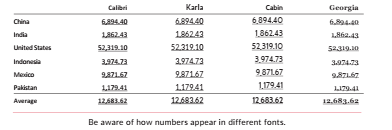 Calibri Karla Cabin Georgia
China 6,894.40 6,894.40 6,894.40 6,894.40
India 1,862.43 1,862.43 1,862.43 1,862.43
United States 52,319.10 52,319.10 52,319.10 52,319.10
Indonesia 3,974.73 3,974.73 3,974.73 3,974.73
Mexico 9,871.67 9,871.67 9,871.67 9,871.67
Pakistan 1,179.41 1,179.41 1,179.41 1,179.41
Average 12,683.62 12,683.62 12,683.62 12,683.62
Be aware of how numbers appear in different fonts.